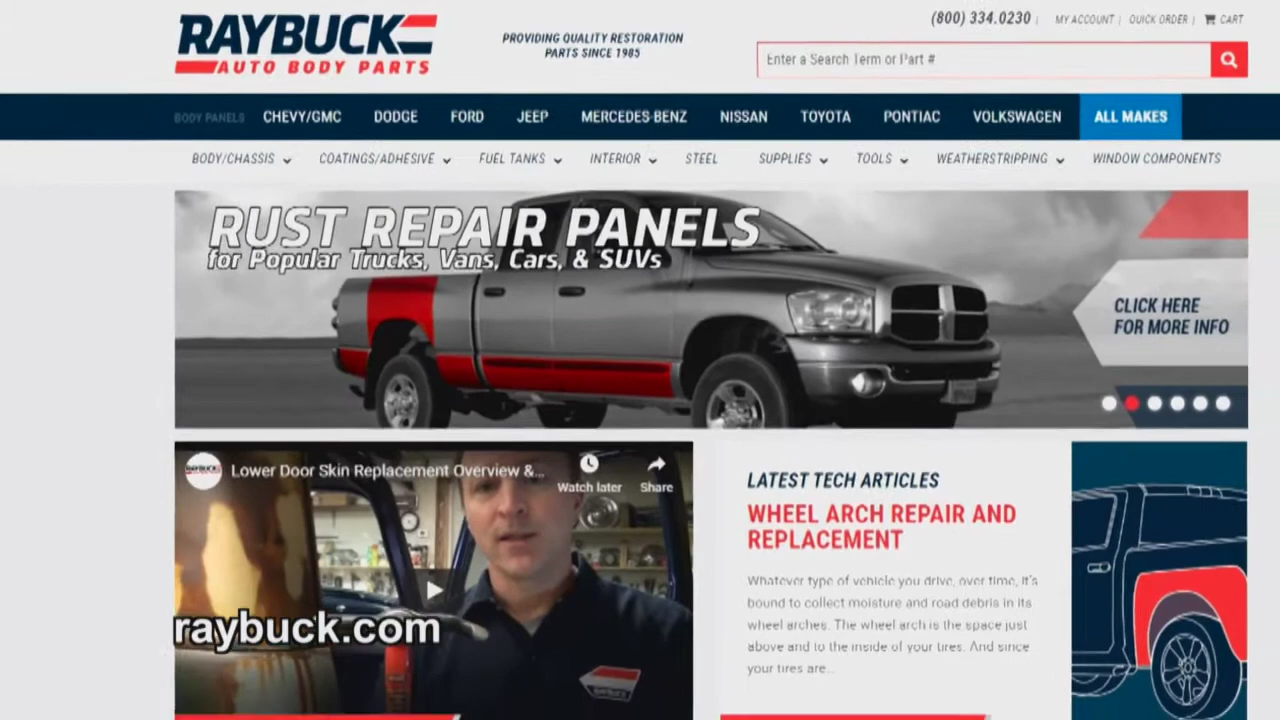 RAYBUCK
AUTO BODY PARTS
PROVIDING QUALITY RESTORATION
PARTS SINCE 1985
(800) 334.0230 | MY ACCOUNT | QUICK ORDER | CART
Enter a Search Term or Part #
BODY PANELS CHEVY/GMC DODGE FORD JEEP MERCEDES-BENZ NISSAN TOYOTA PONTIAC VOLKSWAGEN ALL MAKES
BODY/CHASSIS COATINGS/ADHESIVE FUEL TANKS INTERIOR STEEL SUPPLIES TOOLS WEATHERSTRIPPING WINDOW COMPONENTS
RUST REPAIR PANELS
for Popular Trucks, Vans, Cars, & SUVs
CLICK HERE
FOR MORE INFO
RAYBUCK
Lower Door Skin Replacement Overview &...
Watch later Share
raybuck.com
RAYBUCK
LATEST TECH ARTICLES
WHEEL ARCH REPAIR AND
REPLACEMENT
Whatever type of vehicle you drive, over time, it's
bound to collect moisture and road debris in its
wheel arches. The wheel arch is the space just
above and to the inside of your tires. And since
your tires are...